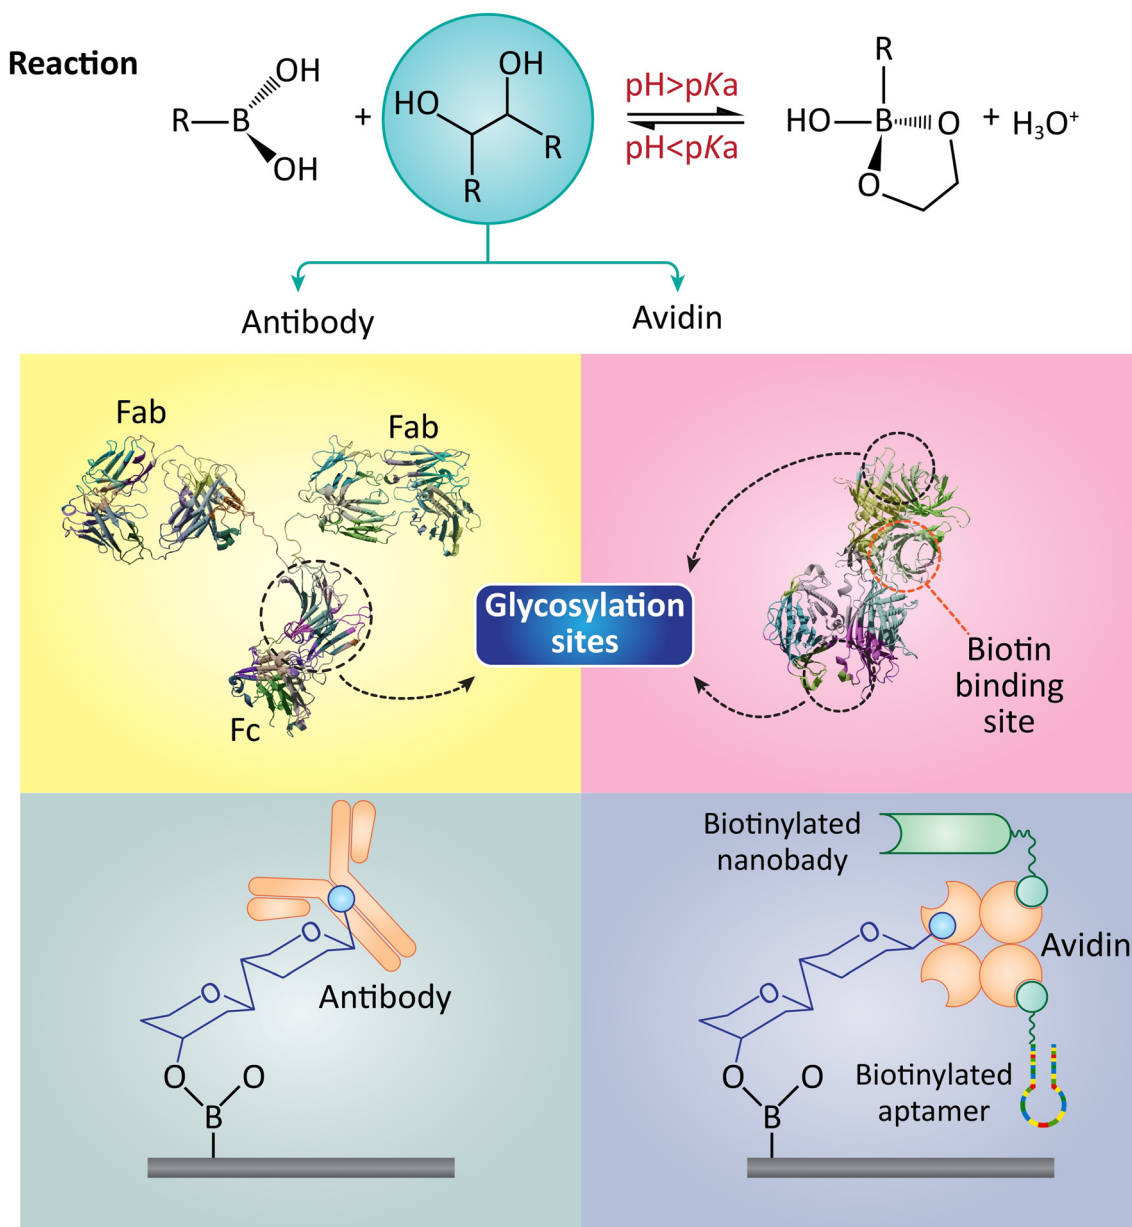 Reaction
R
B
OH
OH
+
HO
OH
R
R
pH>pKa
pH<pKa
R
HO
B
O
O
+ H₃O⁺
Antibody
Avidin
Fab
Fab
Fc
Glycosylation
sites
Biotin
binding
site
O
O
Antibody
O
O
B
Biotinylated
nanobady
O
O
Avidin
O
O
B
Biotinylated
aptamer